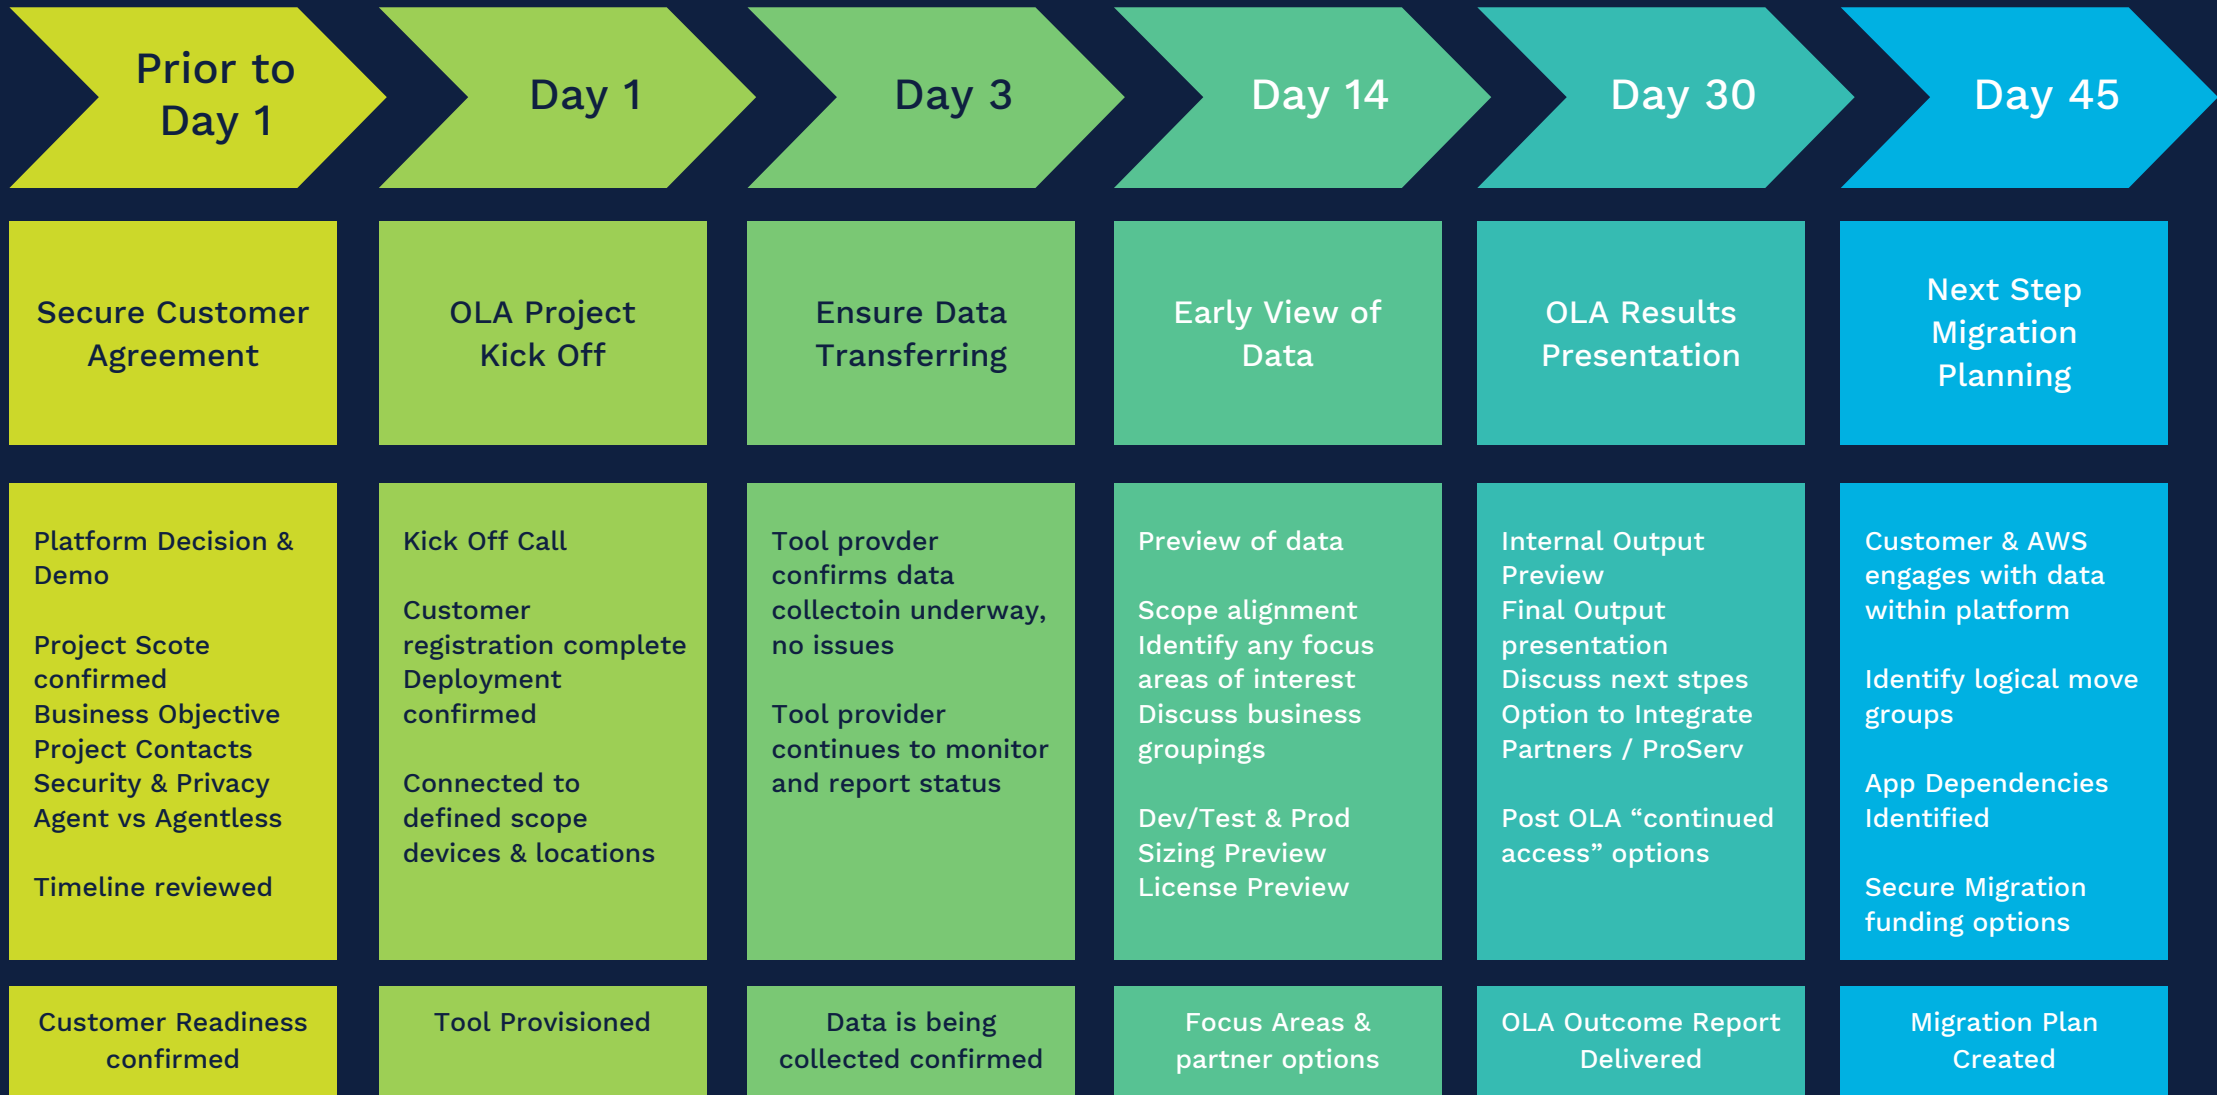 Prior to
Day 1
Day 1
Day 3
Day 14
Day 30
Day 45
Secure Customer
Agreement
OLA Project
Kick Off
Ensure Data
Transferring
Early View of
Data
OLA Results
Presentation
Next Step
Migration
Planning
Platform Decision &
Demo
Project Scote
confirmed
Business Objective
Project Contacts
Security & Privacy
Agent vs Agentless
Timeline reviewed
Kick Off Call
Customer
registration complete
Deployment
confirmed
Connected to
defined scope
devices & locations
Tool provder
confirms data
collectoin underway,
no issues
Tool provider
continues to monitor
and report status
Preview of data
Scope alignment
Identify any focus
areas of interest
Discuss business
groupings
Dev/Test & Prod
Sizing Preview
License Preview
Internal Output
Preview
Final Output
presentation
Discuss next stpes
Option to Integrate
Partners / ProServ
Post OLA “continued
access” options
Customer & AWS
engages with data
within platform
Identify logical move
groups
App Dependencies
Identified
Secure Migration
funding options
Customer Readiness
confirmed
Tool Provisioned
Data is being
collected confirmed
Focus Areas &
partner options
OLA Outcome Report
Delivered
Migration Plan
Created